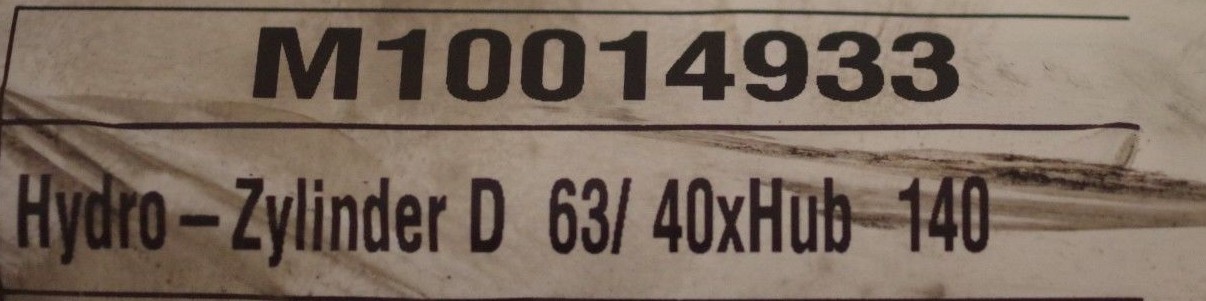 M10014933
Hydro-Zylinder D 63/ 40xHub 140